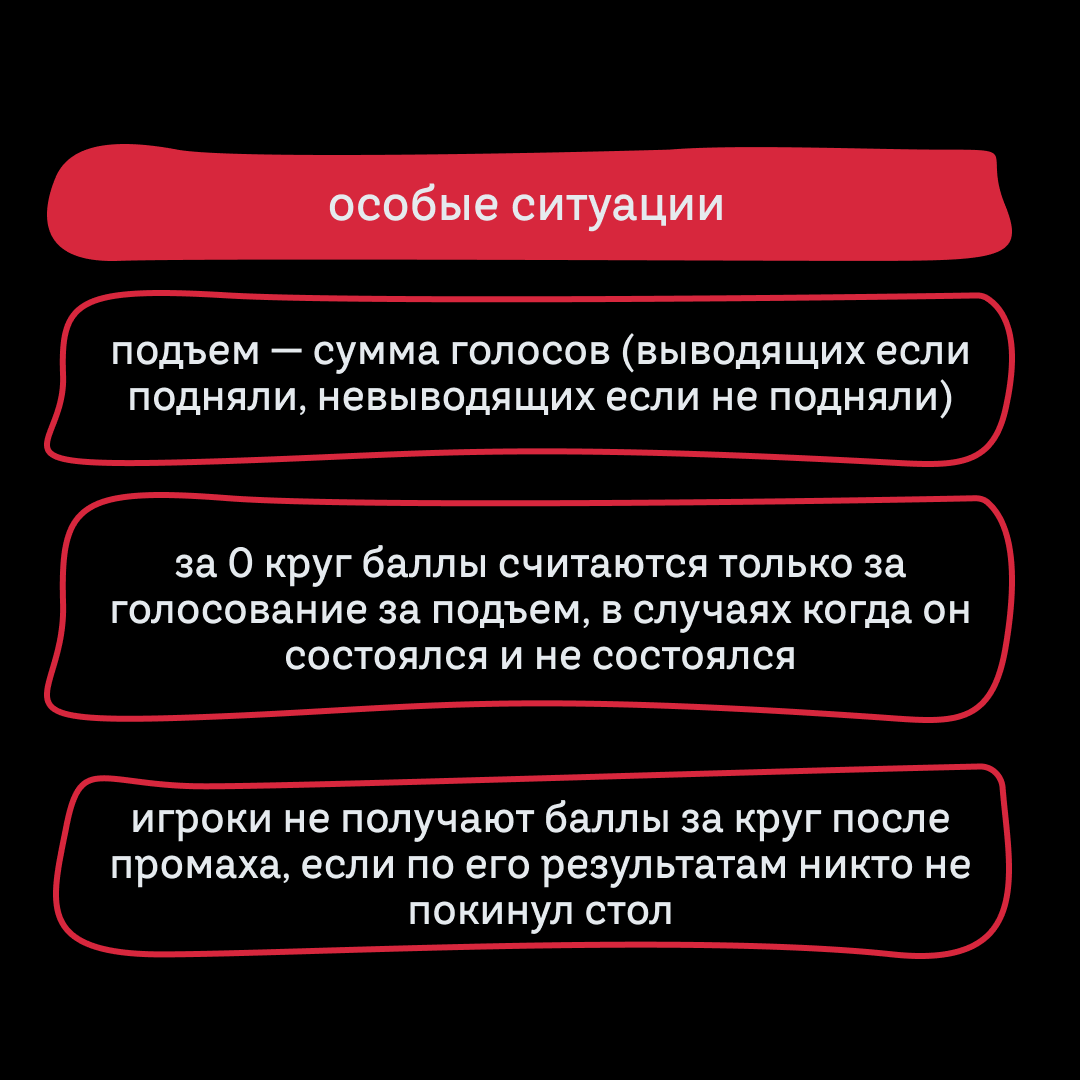 особые ситуации
подъем — сумма голосов (выводящих если
подняли, невыводящих если не подняли)
за 0 круг баллы считаются только за
голосование за подъем, в случаях когда он
состоялся и не состоялся
игроки не получают баллы за круг после
промаха, если по его результатам никто не
покинул стол